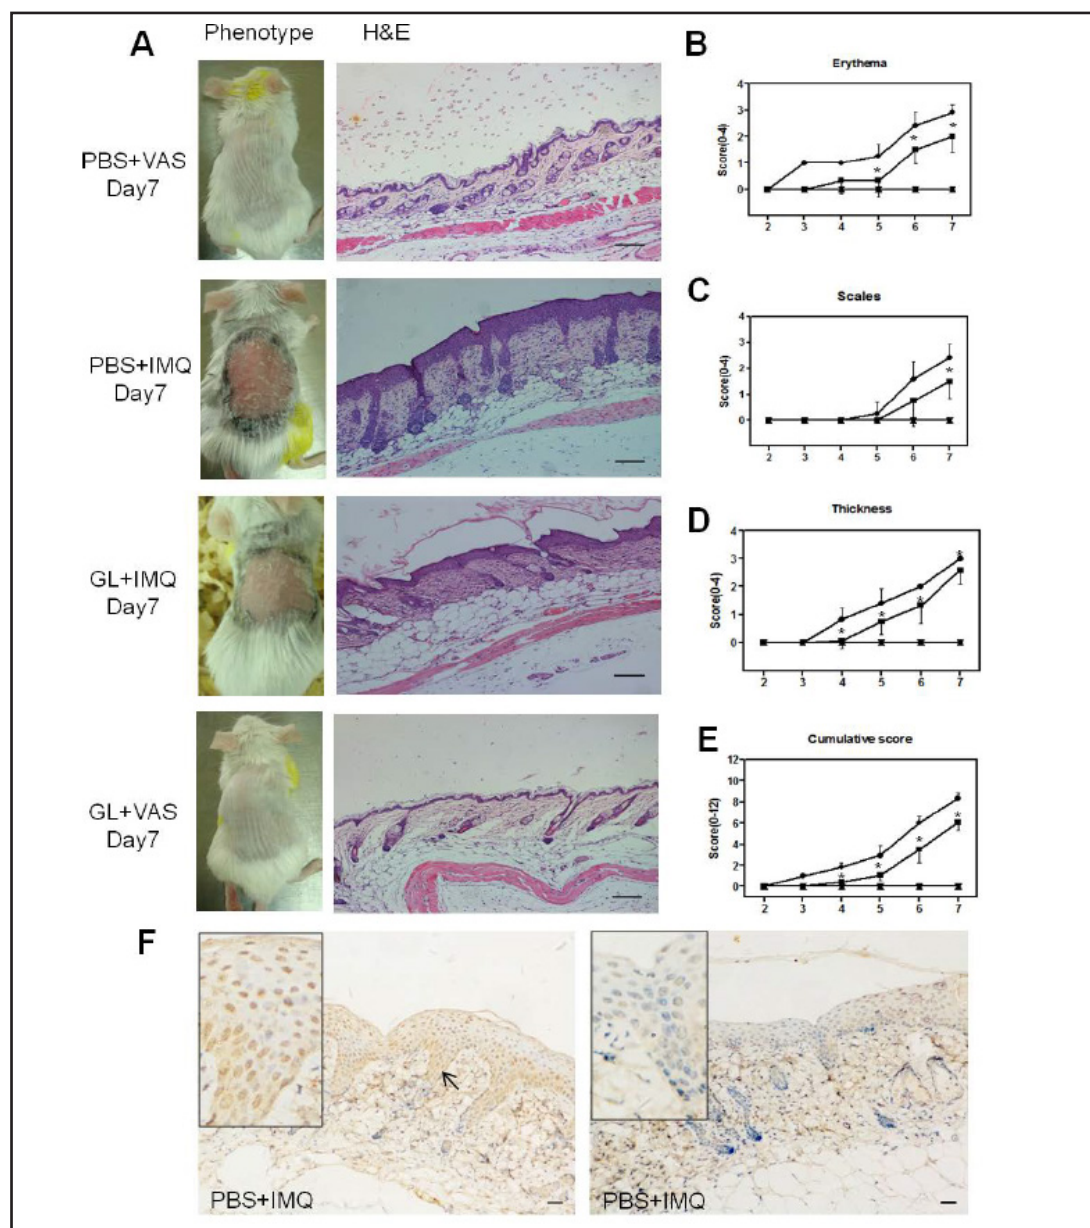 A
Phenotype
H&E
PBS+VAS
Day7
PBS+IMQ
Day7
GL+IMQ
Day7
GL+VAS
Day7
B
Erythema
Score(0-4)
4
3
2
1
0
2 3 4 5 6 7
* * *
C
Scales
Score(0-4)
4
3
2
1
0
2 3 4 5 6 7
* *
D
Thickness
Score(0-4)
4
3
2
1
0
2 3 4 5 6 7
* * * *
E
Cumulative score
Score(0-12)
12
10
8
6
4
2
0
2 3 4 5 6 7
* * * *
F
PBS+IMQ
PBS+IMQ